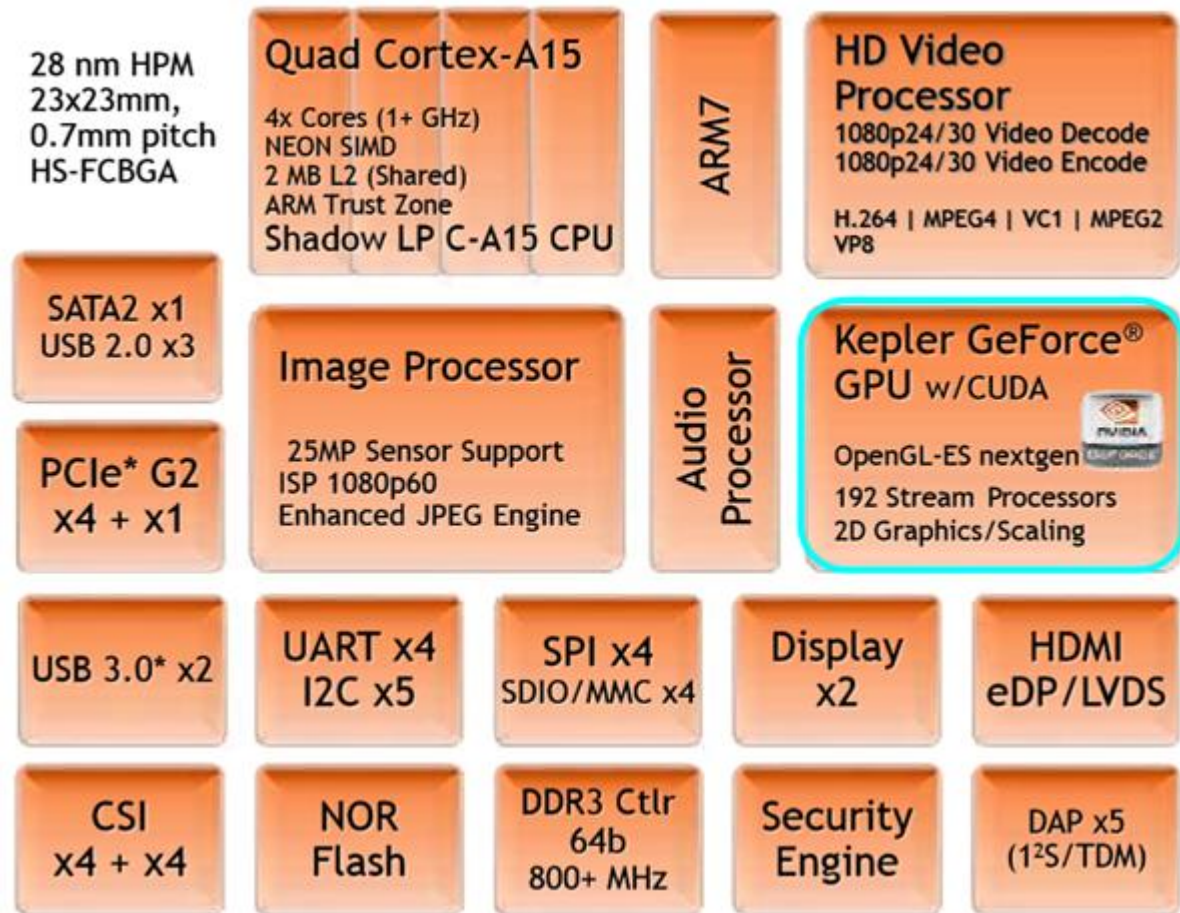 28 nm HPM
23x23mm,
0.7mm pitch
HS-FCBGA
Quad Cortex-A15
4x Cores (1+ GHz)
NEON SIMD
2 MB L2 (Shared)
ARM Trust Zone
Shadow LP C-A15 CPU
ARM7
HD Video
Processor
1080p24/30 Video Decode
1080p24/30 Video Encode
H.264 | MPEG4 | VC1 | MPEG2
VP8
SATA2 x1
USB 2.0 x3
Image Processor
25MP Sensor Support
ISP 1080p60
Enhanced JPEG Engine
Audio
Processor
Kepler GeForce®
GPU w/CUDA
NVIDIA
GEFORCE
OpenGL-ES nextgen
192 Stream Processors
2D Graphics/Scaling
PCIe* G2
x4 + x1
USB 3.0* x2
UART x4
I2C x5
SPI x4
SDIO/MMC x4
Display
x2
HDMI
eDP/LVDS
CSI
x4 + x4
NOR
Flash
DDR3 Ctlr
64b
800+ MHz
Security
Engine
DAP x5
(1²S/TDM)